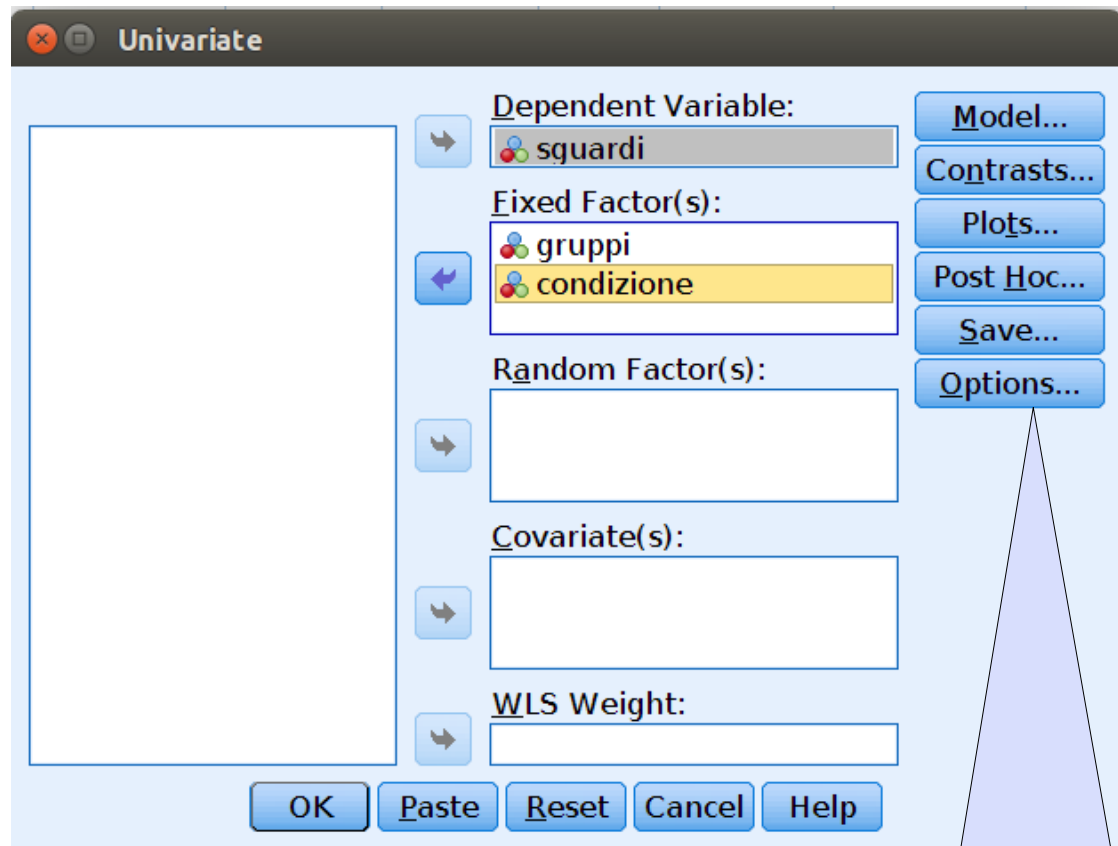 Univariate
Dependent Variable:
sguardi
Fixed Factor(s):
gruppi
condizione
Random Factor(s):
Covariate(s):
WLS Weight:
Model...
Contrasts...
Plots...
Post Hoc...
Save...
Options...
OK Paste Reset Cancel Help